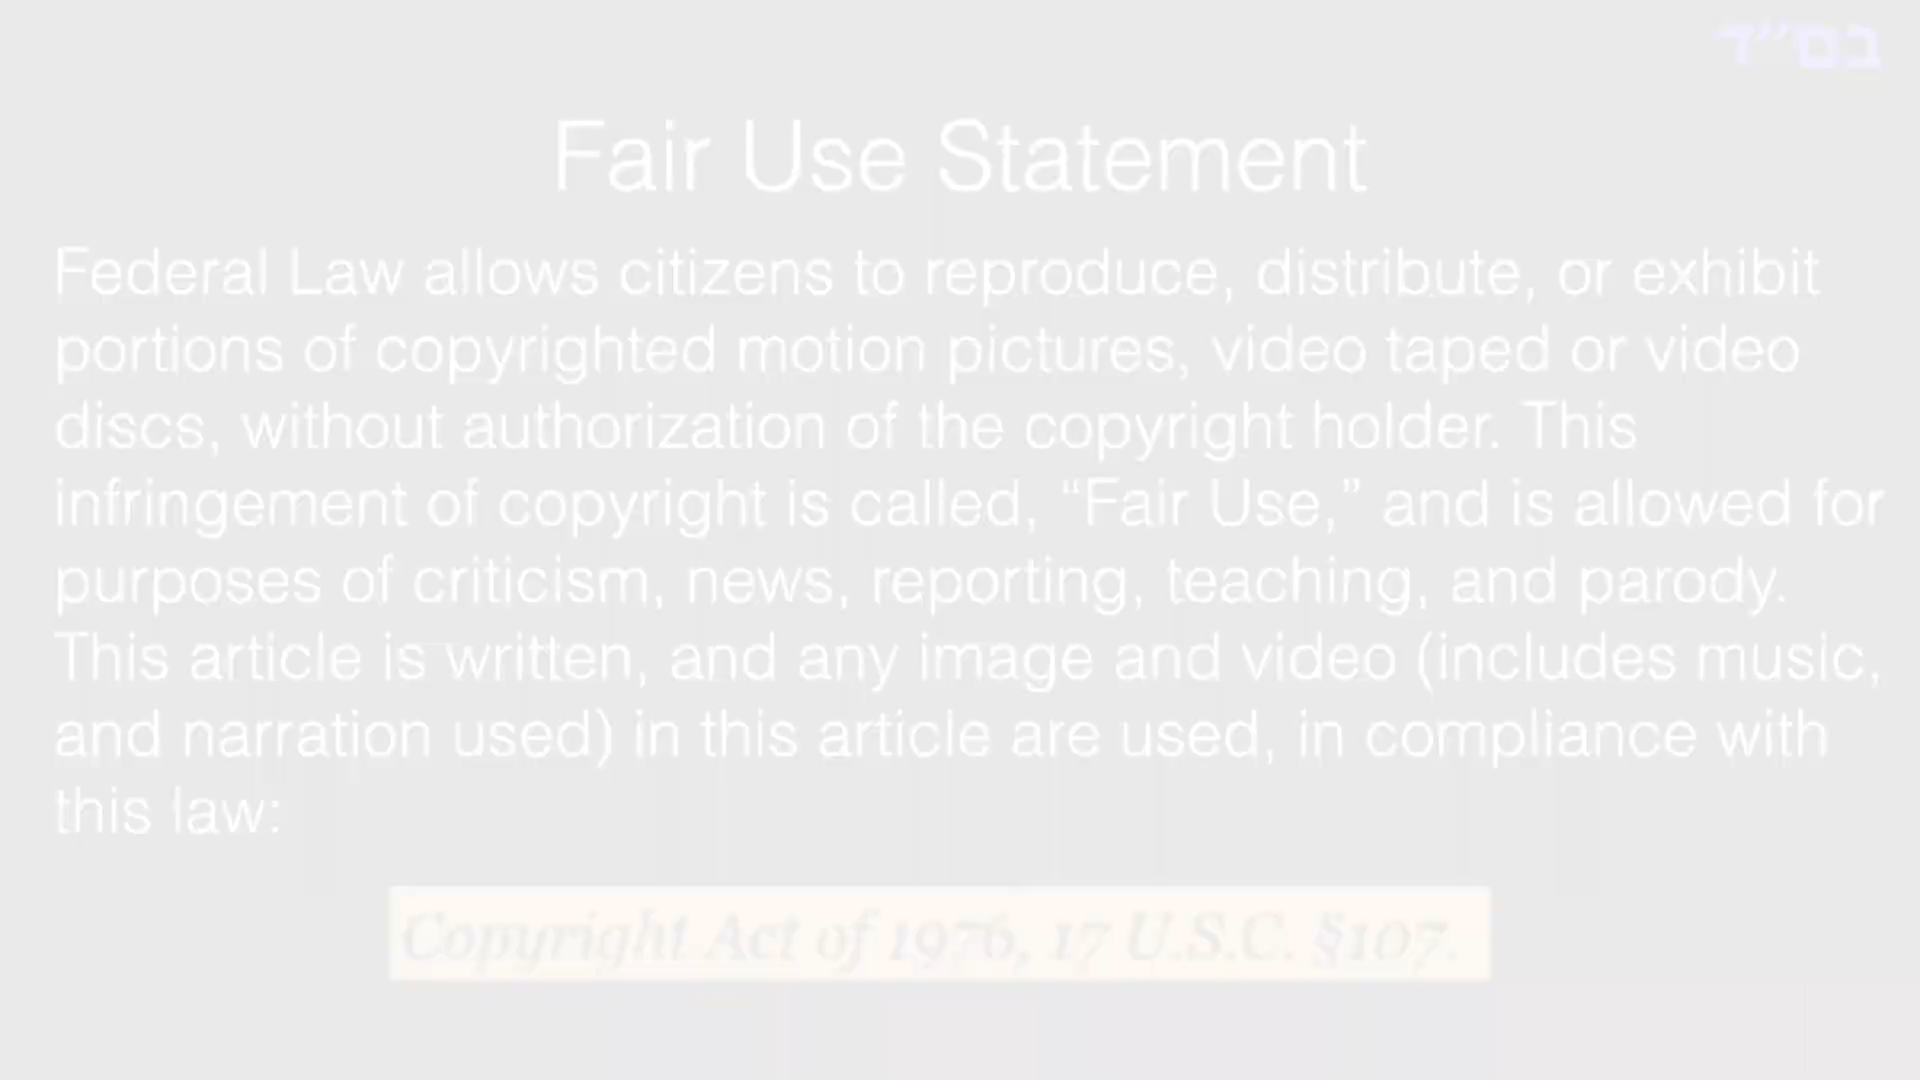 בס״ד
Fair Use Statement
Federal Law allows citizens to reproduce, distribute, or exhibit
portions of copyrighted motion pictures, video taped or video
discs, without authorization of the copyright holder. This
infringement of copyright is called, “Fair Use,” and is allowed for
purposes of criticism, news, reporting, teaching, and parody.
This article is written, and any image and video (includes music,
and narration used) in this article are used, in compliance with
this law:
Copyright Act of 1976, 17 U.S.C. §107.